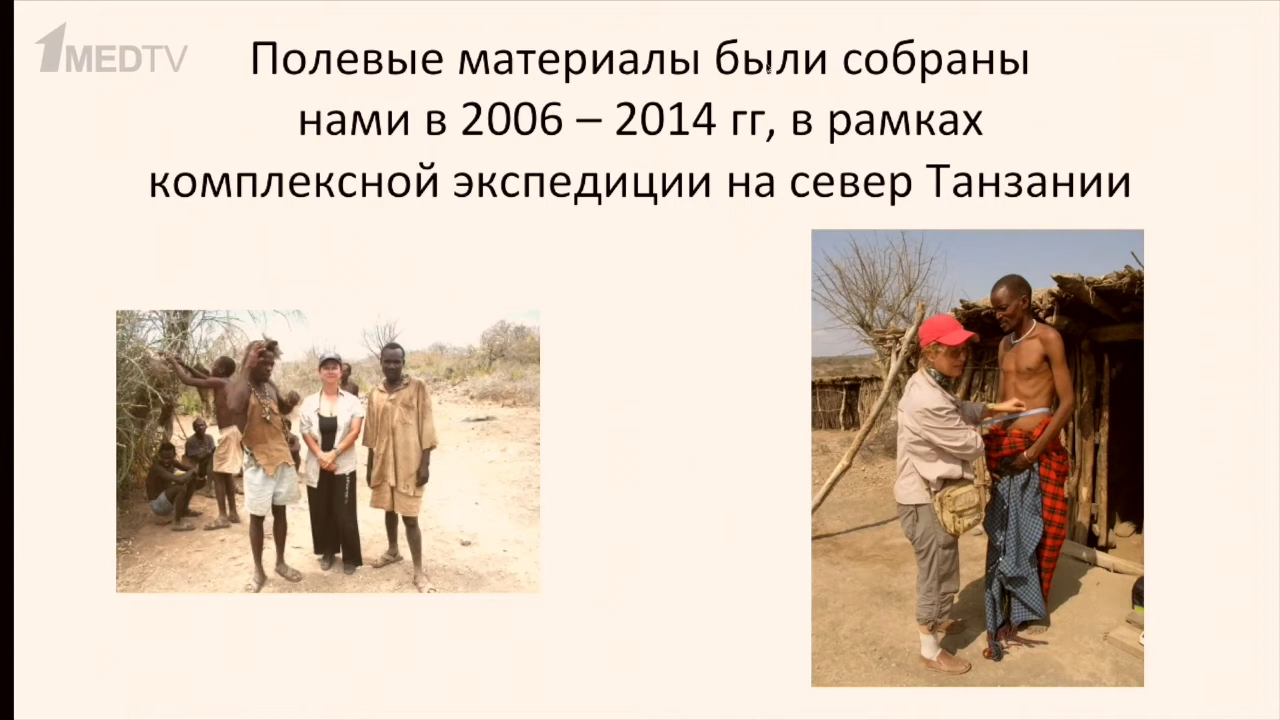 1MEDTV
Полевые материалы были собраны
нами в 2006 – 2014 гг, в рамках
комплексной экспедиции на север Танзании